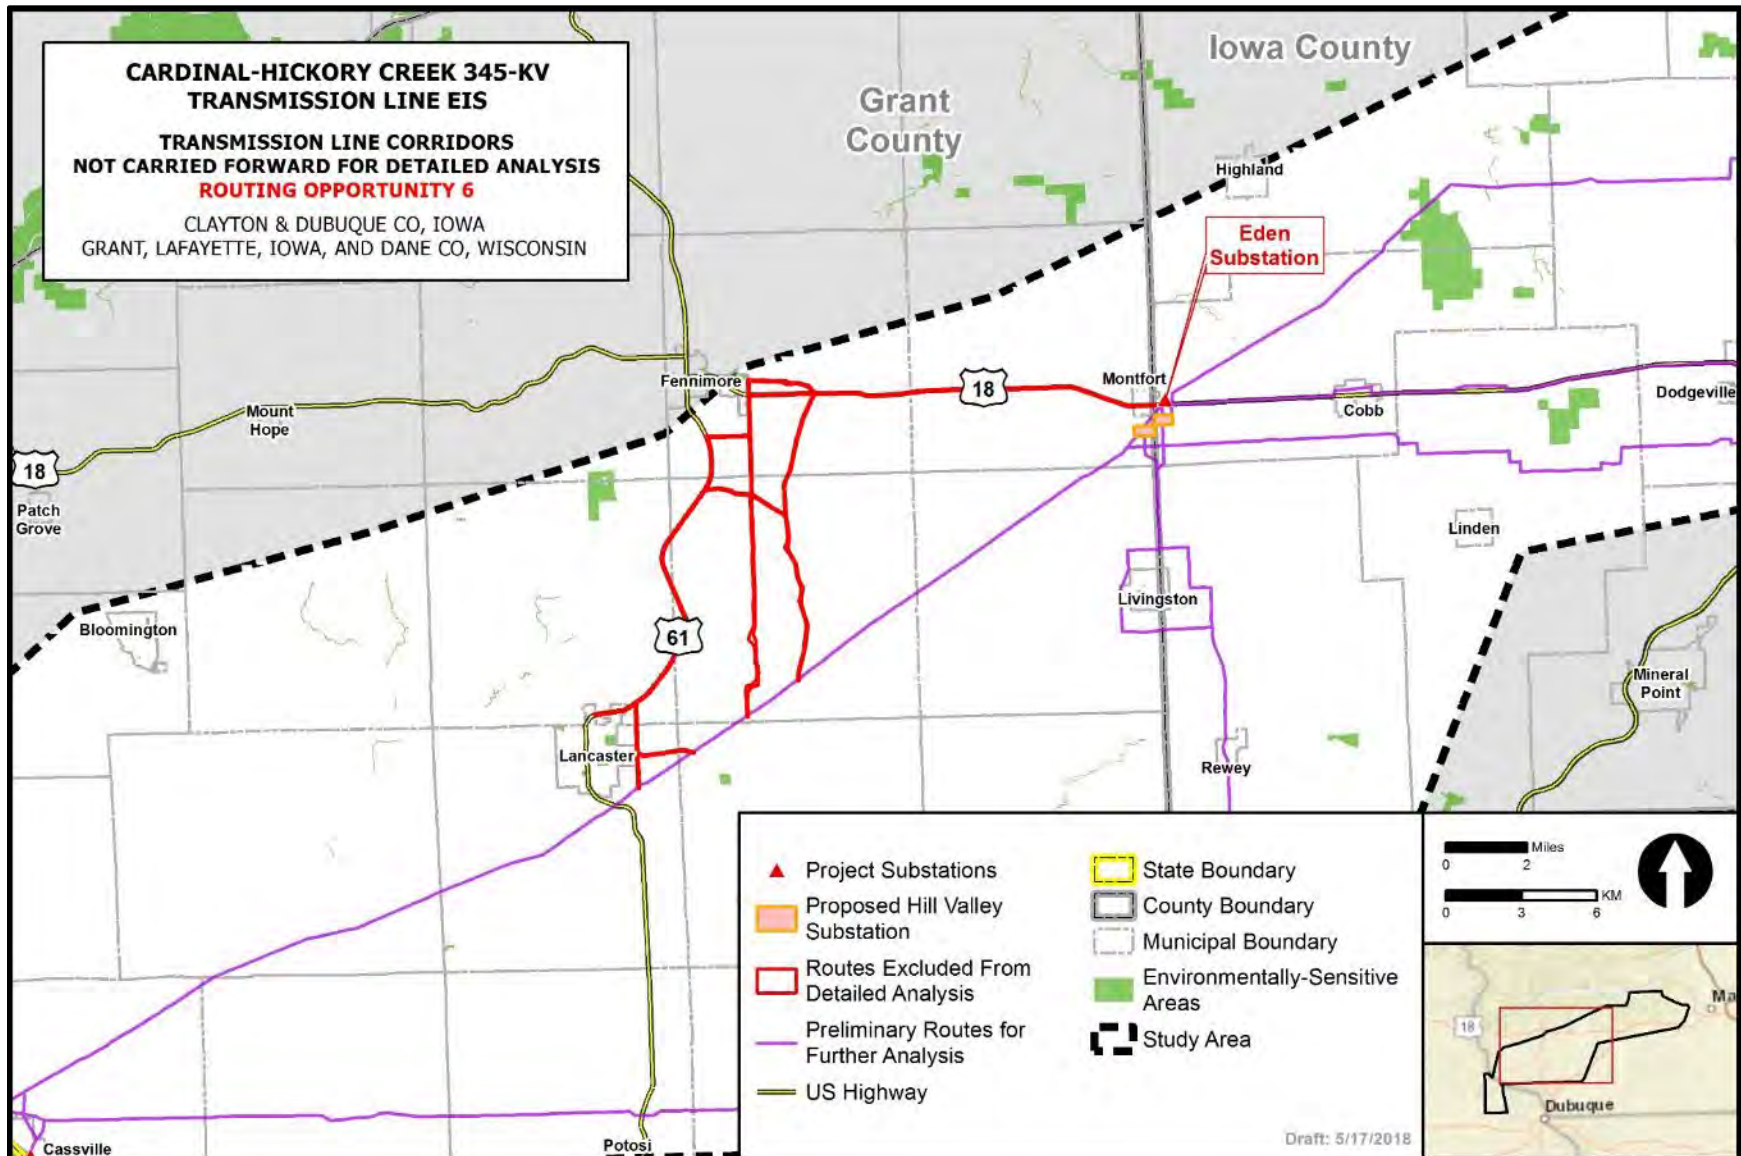 CARDINAL-HICKORY CREEK 345-KV
TRANSMISSION LINE EIS
TRANSMISSION LINE CORRIDORS
NOT CARRIED FORWARD FOR DETAILED ANALYSIS
ROUTING OPPORTUNITY 6
CLAYTON & DUBUQUE CO, IOWA
GRANT, LAFAYETTE, IOWA, AND DANE CO, WISCONSIN
Iowa County
Grant
County
Highland
Eden
Substation
Fennimore
18
Montfort
Cobb
Dodgeville
Mount
Hope
18
Patch
Grove
Linden
Livingston
Bloomington
61
Mineral
Point
Lancaster
Rewey
Cassville
Potosi
Project Substations
Proposed Hill Valley
Substation
Routes Excluded From
Detailed Analysis
Preliminary Routes for
Further Analysis
US Highway
State Boundary
County Boundary
Municipal Boundary
Environmentally-Sensitive
Areas
Study Area
Draft: 5/17/2018
Miles
0 2
KM
0 3 6
Ma
18
Dubuque